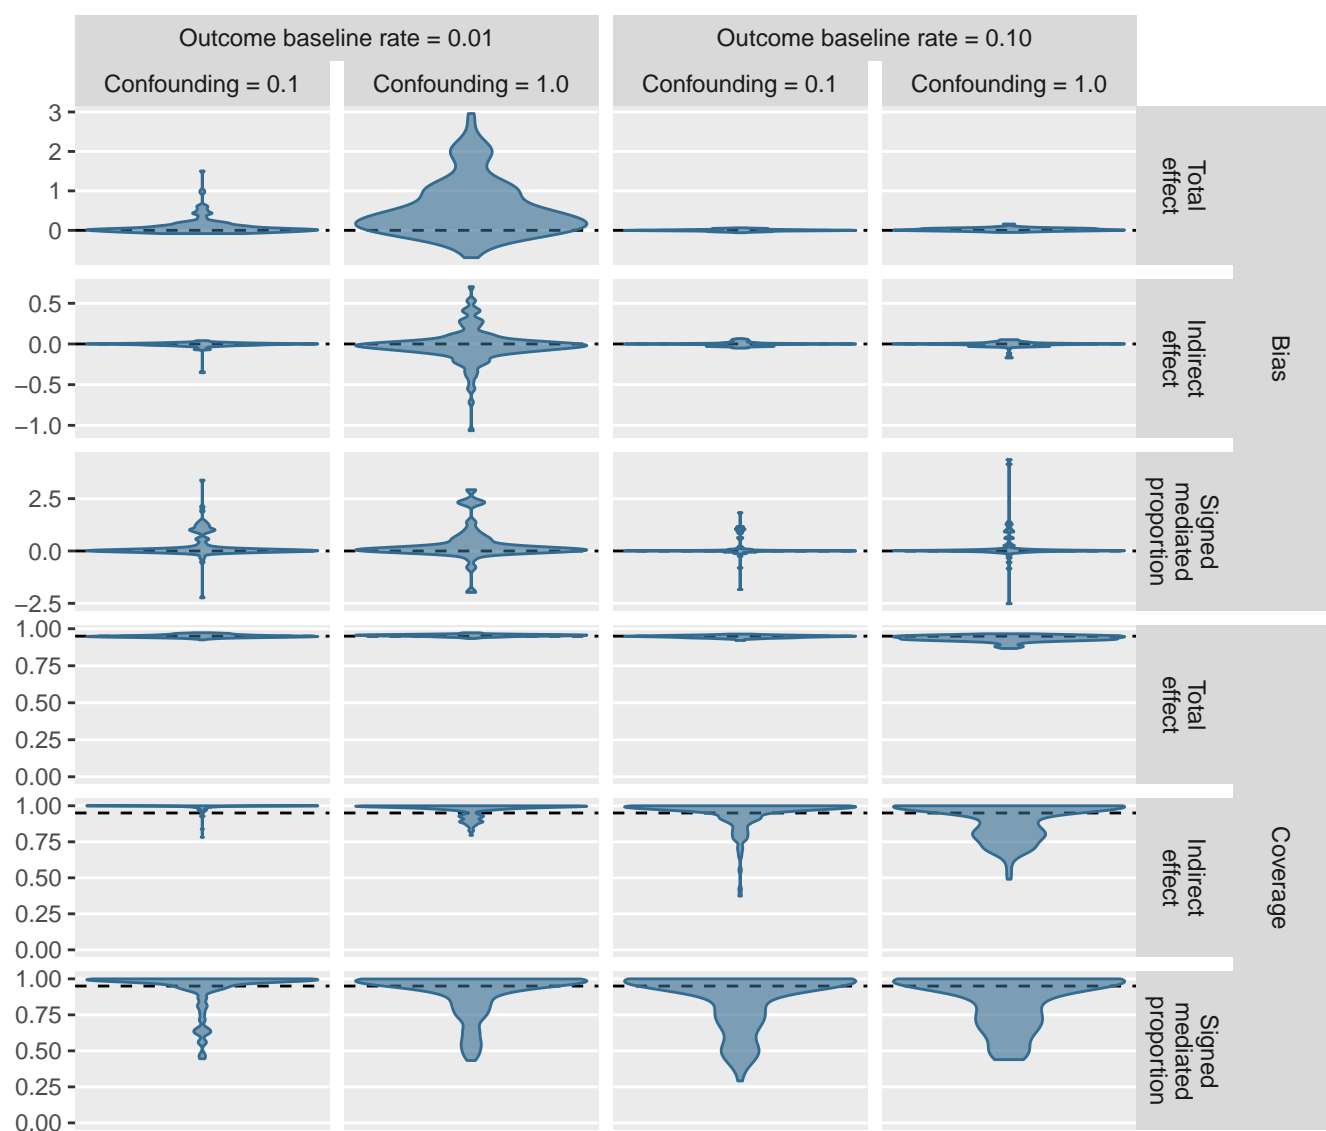 Outcome baseline rate = 0.01
Outcome baseline rate = 0.10
Confounding = 0.1
Confounding = 1.0
Confounding = 0.1
Confounding = 1.0
3
2
1
0
Total
effect
0.5
0.0
−0.5
−1.0
Indirect
effect
Bias
2.5
0.0
−2.5
Signed
mediated
proportion
1.00
0.75
0.50
0.25
0.00
Total
effect
1.00
0.75
0.50
0.25
0.00
Indirect
effect
Coverage
1.00
0.75
0.50
0.25
0.00
Signed
mediated
proportion